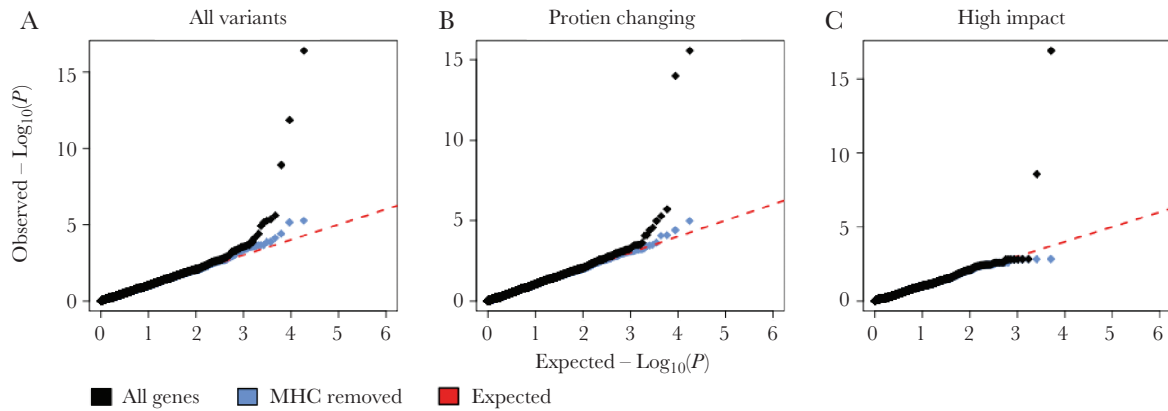 A All variants B Protien changing C High impact
Observed – Log10(P)
15 15 15
10 10 10
5 5 5
0 0 0
0 1 2 3 4 5 6 0 1 2 3 4 5 6 0 1 2 3 4 5 6
Expected – Log10(P)
All genes MHC removed Expected